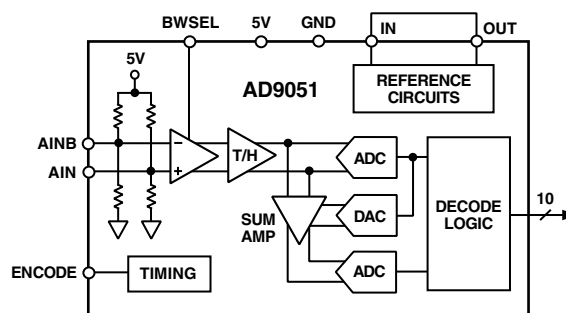 BWSEL
5V
GND
IN
OUT
5V
AD9051
REFERENCE
CIRCUITS
AINB
AIN
−
+
T/H
ADC
SUM
AMP
DAC
DECODE
LOGIC
10
ADC
ENCODE
TIMING